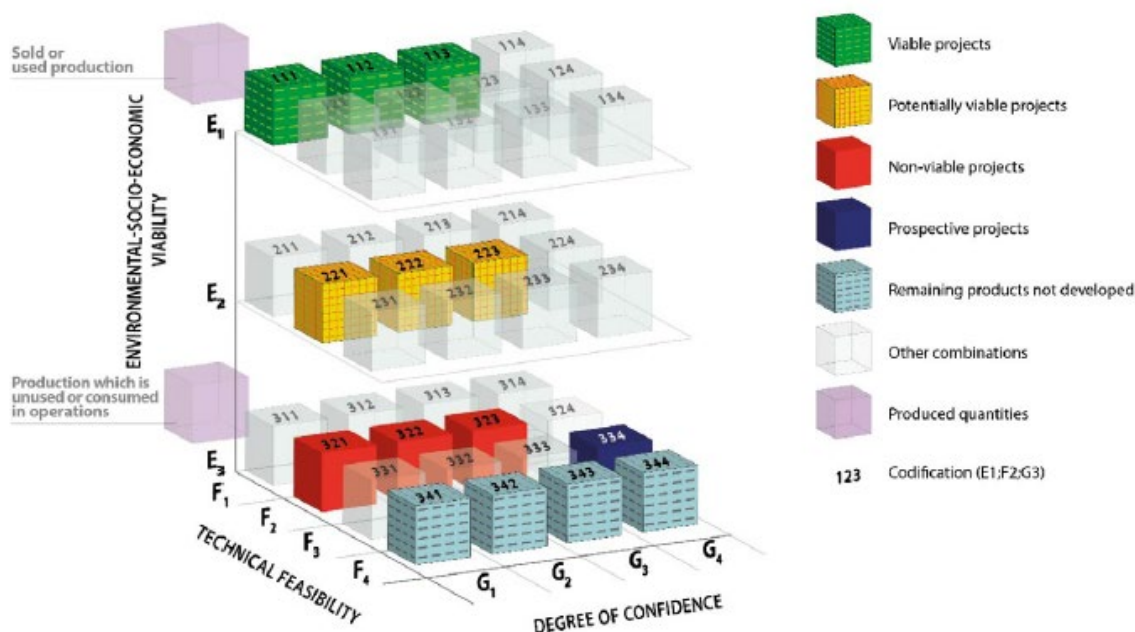 Sold or
used production
ENVIRONMENTAL-SOCIO-ECONOMIC
VIABILITY
Production which is
unused or consumed
in operations
E1
111
112
113
114
121
122
123
124
131
132
133
134
E2
211
212
213
214
221
222
223
224
231
232
233
234
E3
311
312
313
314
321
322
323
324
331
332
333
334
341
342
343
344
F1
F2
F3
F4
TECHNICAL FEASIBILITY
G1
G2
G3
G4
DEGREE OF CONFIDENCE
Viable projects
Potentially viable projects
Non-viable projects
Prospective projects
Remaining products not developed
Other combinations
Produced quantities
123 Codification (E1;F2;G3)